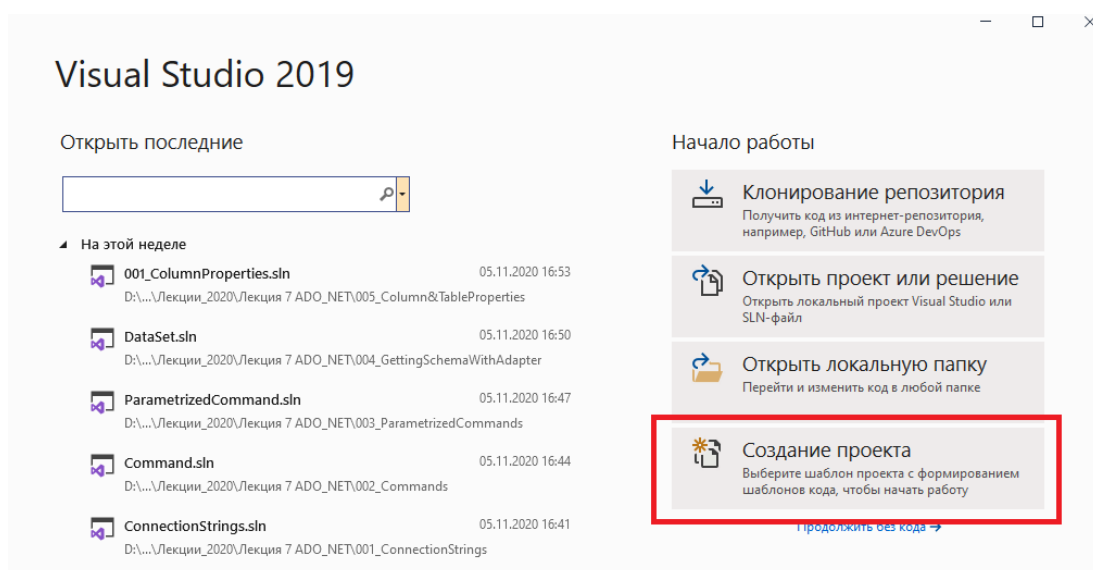 Visual Studio 2019
Открыть последние
На этой неделе
001_ColumnProperties.sln 05.11.2020 16:53
D:\...\Лекции_2020\Лекция 7 ADO_NET\005_Column&TableProperties
DataSet.sln 05.11.2020 16:50
D:\...\Лекции_2020\Лекция 7 ADO_NET\004_GettingSchemaWithAdapter
ParametrizedCommand.sln 05.11.2020 16:47
D:\...\Лекции_2020\Лекция 7 ADO_NET\003_ParametrizedCommands
Command.sln 05.11.2020 16:44
D:\...\Лекции_2020\Лекция 7 ADO_NET\002_Commands
ConnectionStrings.sln 05.11.2020 16:41
D:\...\Лекции_2020\Лекция 7 ADO_NET\001_ConnectionStrings
Начало работы
Клонирование репозитория
Получить код из интернет-репозитория,
например, GitHub или Azure DevOps
Открыть проект или решение
Открыть локальный проект Visual Studio или
SLN-файл
Открыть локальную папку
Перейти и изменить код в любой папке
Создание проекта
Выберите шаблон проекта с формированием
шаблонов кода, чтобы начать работу
Продолжить без кода →